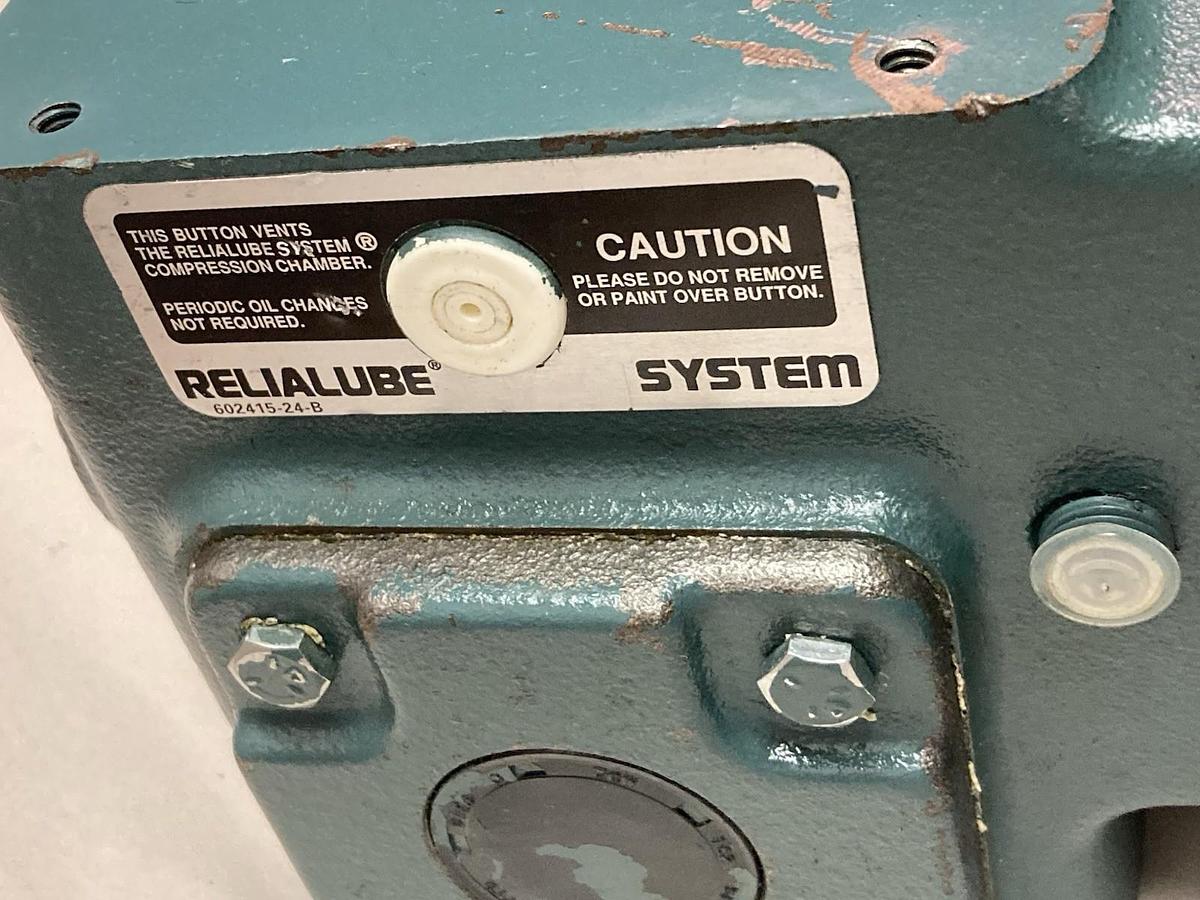 THIS BUTTON VENTS
THE RELIALUBE SYSTEM ®
COMPRESSION CHAMBER.
PERIODIC OIL CHANGES
NOT REQUIRED.
CAUTION
PLEASE DO NOT REMOVE
OR PAINT OVER BUTTON.
RELIALUBE® SYSTEM
602415-24-B